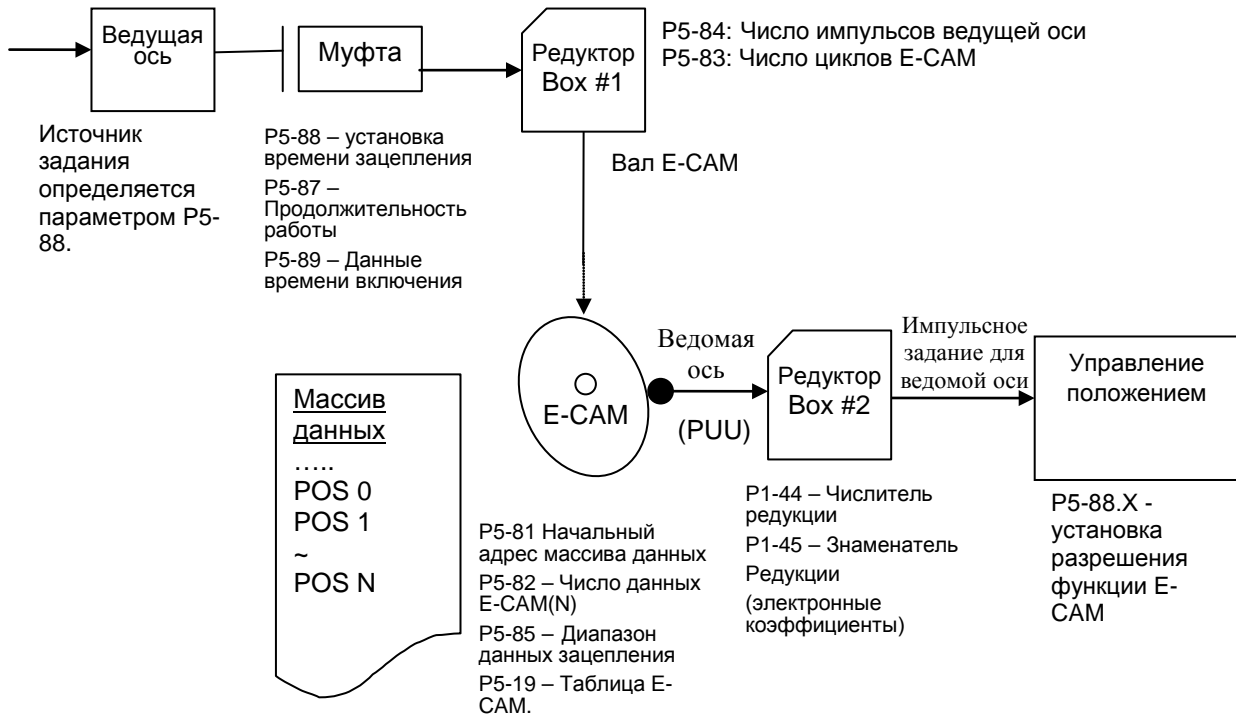 Ведущая
ось
Муфта
Редуктор
Box #1
P5-84: Число импульсов ведущей оси
P5-83: Число циклов E-CAM
Источник
задания
определяется
параметром P5-
88.
P5-88 – установка
времени зацепления
P5-87 –
Продолжительность
работы
P5-89 – Данные
времени включения
Вал E-CAM
Массив
данных
.....
POS 0
POS 1
~
POS N
E-CAM
Ведомая
ось
(PUU)
Редуктор
Box #2
Импульсное
задание для
ведомой оси
Управление
положением
P5-81 Начальный
адрес массива данных
P5-82 – Число данных
E-CAM(N)
P5-85 – Диапазон
данных зацепления
P5-19 – Таблица E-
CAM.
P1-44 – Числитель
редукции
P1-45 – Знаменатель
Редукции
(электронные
коэффициенты)
P5-88.X -
установка
разрешения
функции E-
CAM